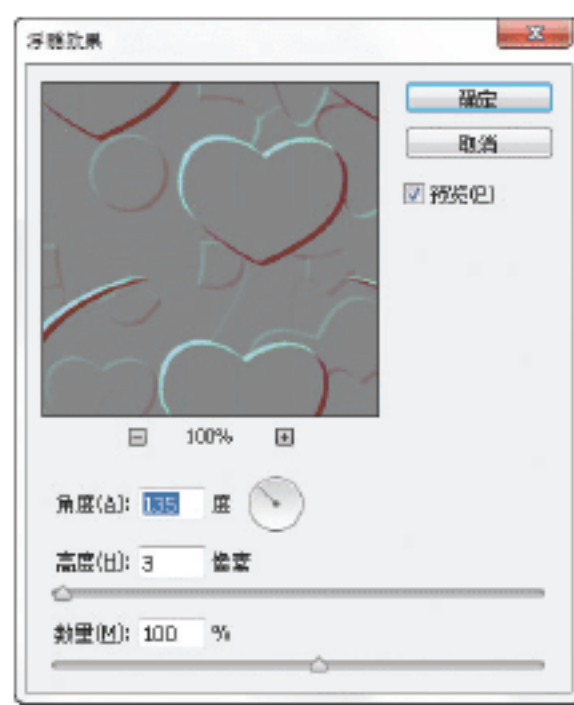 浮雕效果
确定
取消
预览(P)
100%
角度(A): 135 度
高度(H): 3 像素
数量(M): 100 %